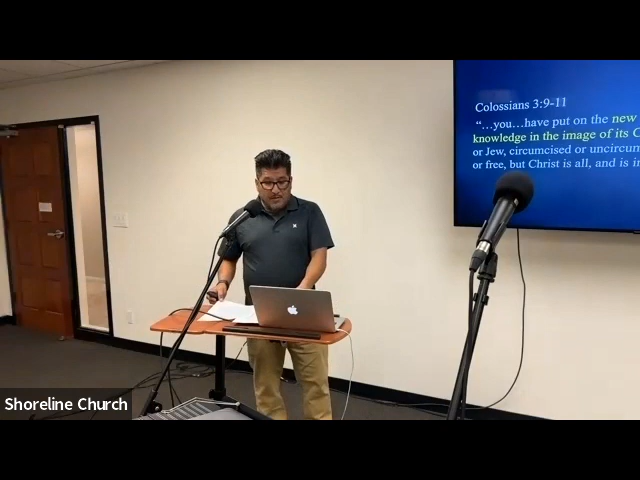 Colossians 3:9-11
“…you…have put on the new
knowledge in the image of its C
or Jew, circumcised or uncircum
or free, but Christ is all, and is i
Shoreline Church